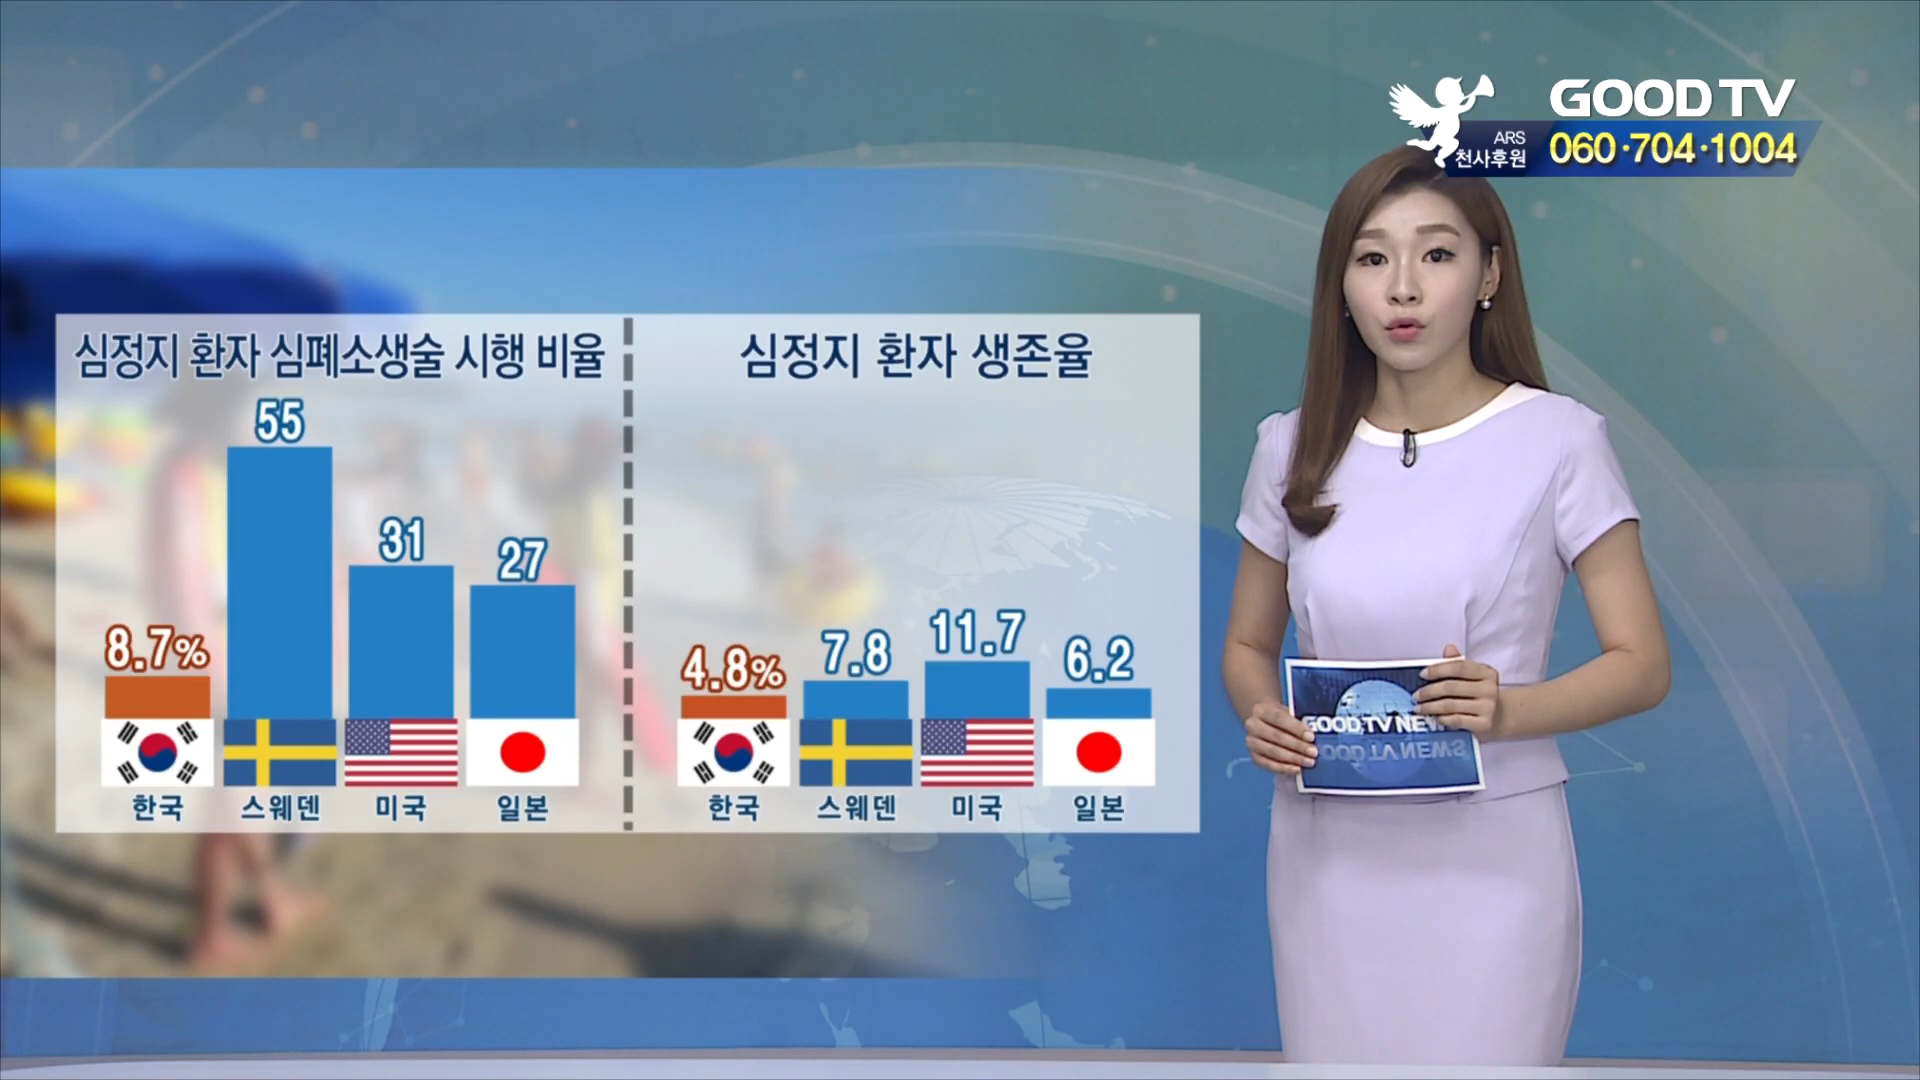 GOOD TV
ARS
천사후원
060·704·1004
심정지 환자 심폐소생술 시행 비율
심정지 환자 생존율
55
31
27
8.7%
4.8%
7.8
11.7
6.2
한국
스웨덴
미국
일본
한국
스웨덴
미국
일본
GOOD TV NEWS